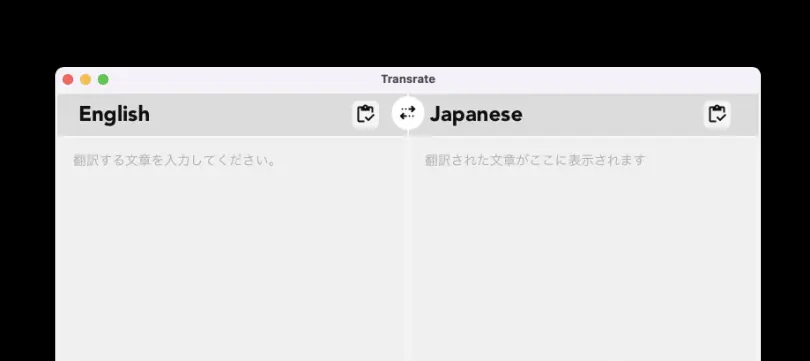 Transrate
English
Japanese
翻訳する文章を入力してください。
翻訳された文章がここに表示されます